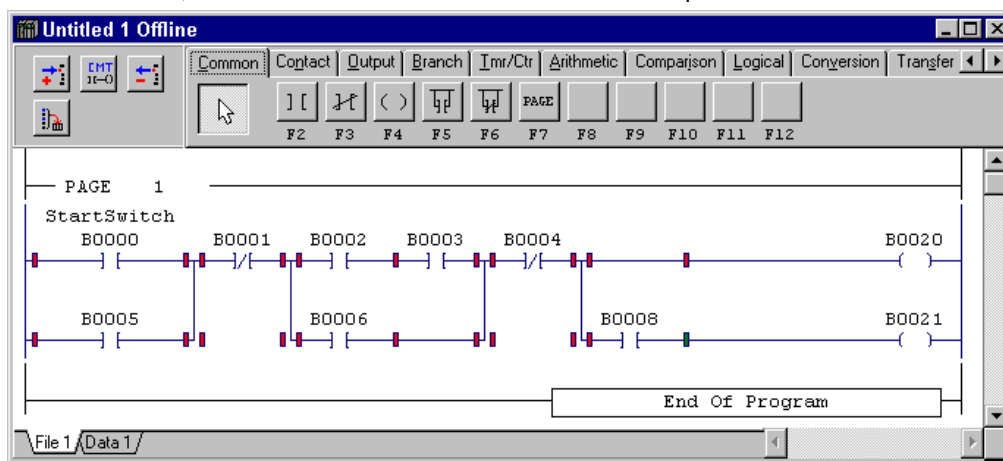 Untitled 1 Offline
CMT
Common Contact Output Branch Tmr/Ctr Arithmetic Comparison Logical Conversion Transfer
PAGE
F2 F3 F4 F5 F6 F7 F8 F9 F10 F11 F12
PAGE 1
StartSwitch
B0000 B0001 B0002 B0003 B0004 B0020
B0005 B0006 B0008 B0021
End Of Program
File 1 Data 1